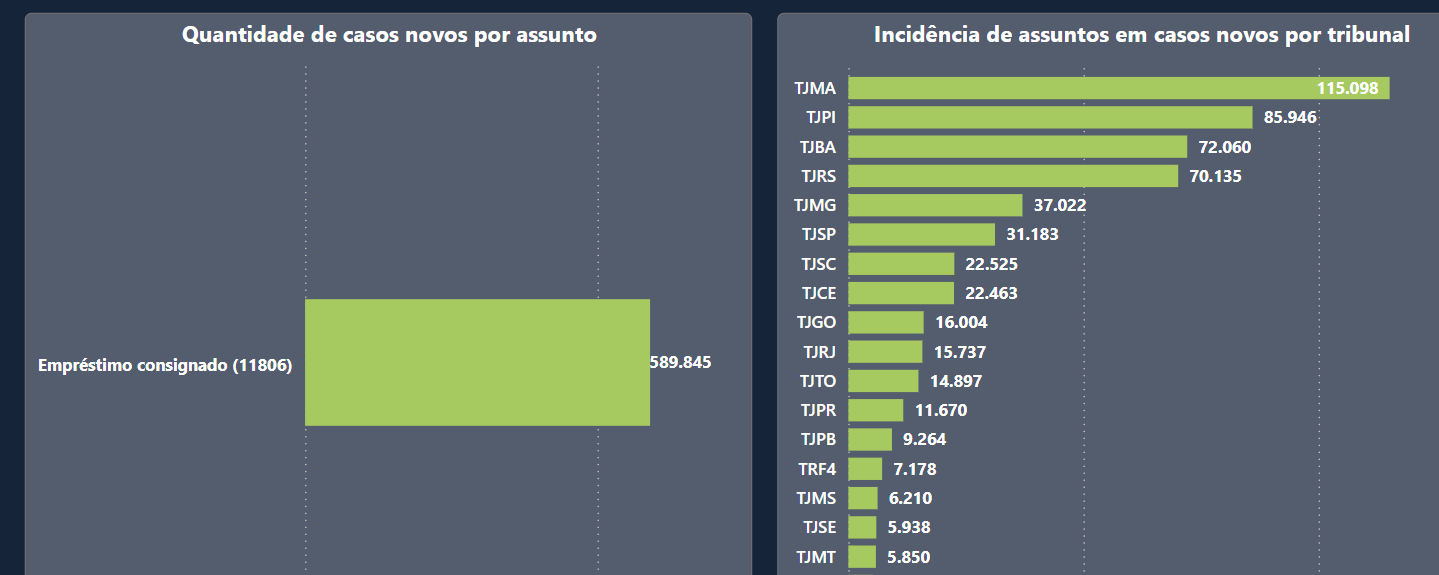 Quantidade de casos novos por assunto
Empréstimo consignado (11806) 589.845
Incidência de assuntos em casos novos por tribunal
TJMA 115.098
TJPI 85.946
TJBA 72.060
TJRS 70.135
TJMG 37.022
TJSP 31.183
TJSC 22.525
TJCE 22.463
TJGO 16.004
TJRJ 15.737
TJTO 14.897
TJPR 11.670
TJPB 9.264
TRF4 7.178
TJMS 6.210
TJSE 5.938
TJMT 5.850